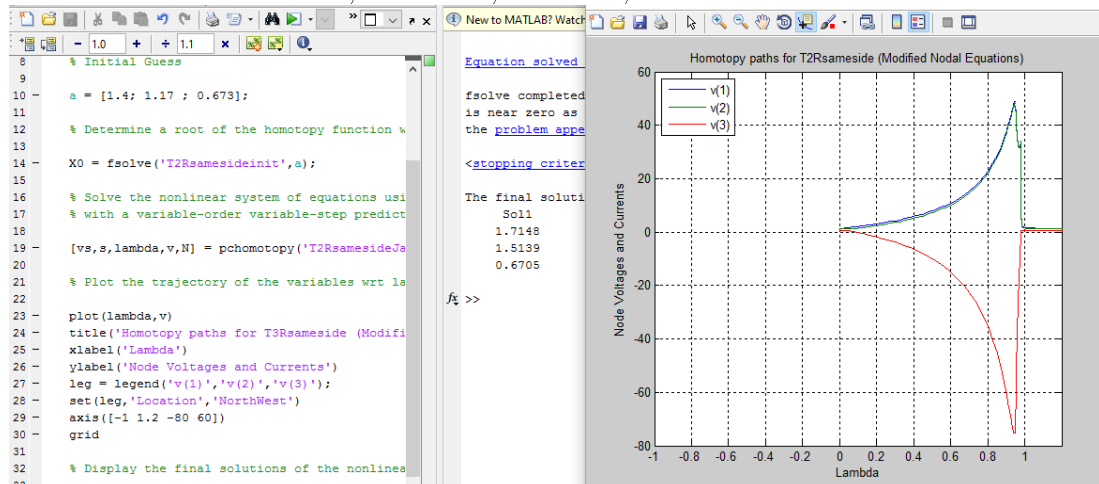 - 1.0 + ÷ 1.1 ×
8 % Initial Guess
9
10 - a = [1.4; 1.17 ; 0.673];
11
12 % Determine a root of the homotopy function w
13
14 - X0 = fsolve('T2Rsamesideinit',a);
15
16 % Solve the nonlinear system of equations usi
17 % with a variable-order variable-step predict
18
19 - [vs,s,lambda,v,N] = pchomotopy('T2RsamesideJa
20
21 % Plot the trajectory of the variables wrt la
22
23 - plot(lambda,v)
24 - title('Homotopy paths for T3Rsameside (Modifi
25 - xlabel('Lambda')
26 - ylabel('Node Voltages and Currents')
27 - leg = legend('v(1)','v(2)','v(3)');
28 - set(leg,'Location','NorthWest')
29 - axis([-1 1.2 -80 60])
30 - grid
31
32 % Display the final solutions of the nonlinea
New to MATLAB? Watch
Equation solved
fsolve completed
is near zero as
the problem appe
<stopping criter
The final soluti
Sol1
1.7148
1.5139
0.6705
fx >>
Homotopy paths for T2Rsameside (Modified Nodal Equations)
v(1)
v(2)
v(3)
60
40
20
0
-20
-40
-60
-80
Node Voltages and Currents
-1 -0.8 -0.6 -0.4 -0.2 0 0.2 0.4 0.6 0.8 1
Lambda